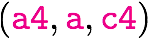 (a4, a, c4)